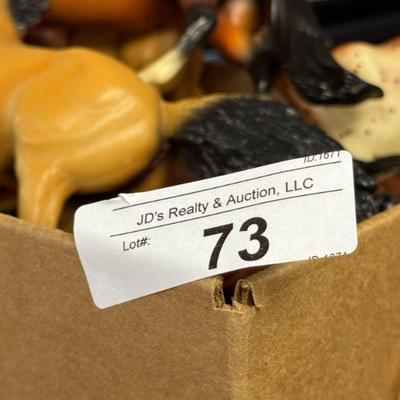 ID:1671
JD's Realty & Auction, LLC
Lot#:
73